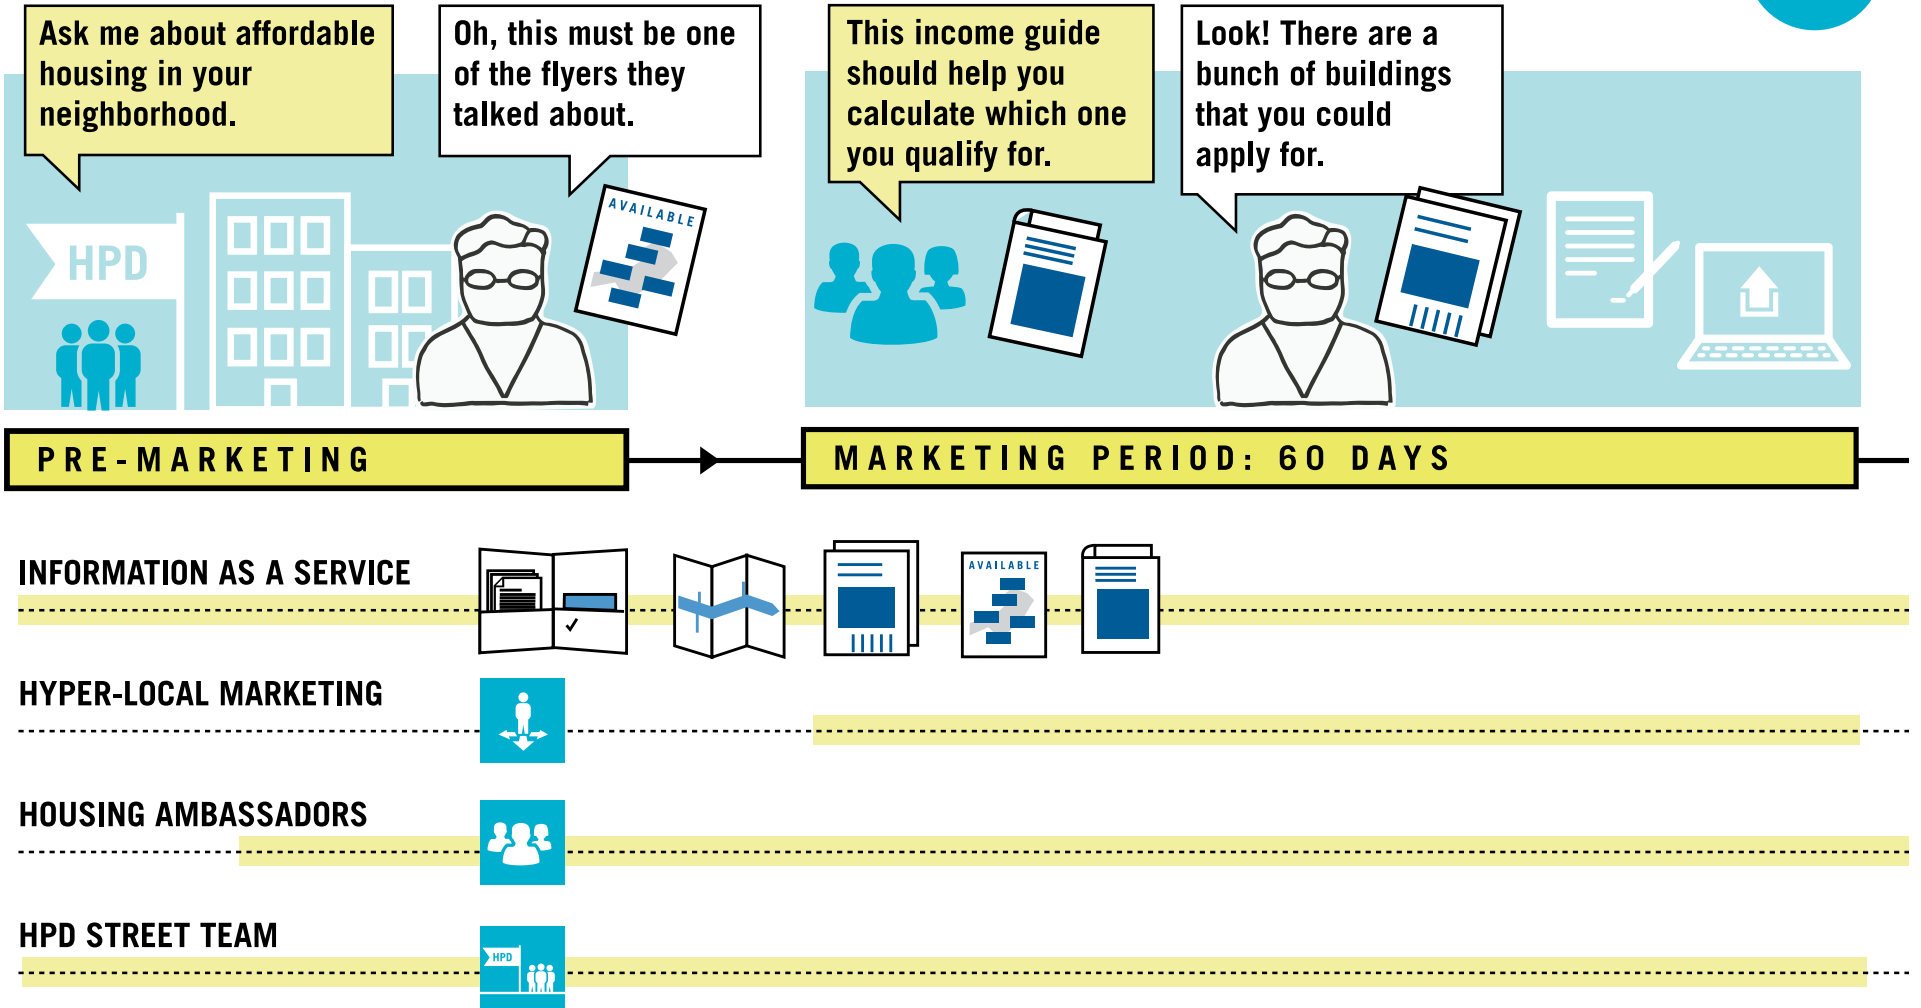 Ask me about affordable
housing in your
neighborhood.
Oh, this must be one
of the flyers they
talked about.
This income guide
should help you
calculate which one
you qualify for.
Look! There are a
bunch of buildings
that you could
apply for.
HPD
AVAILABLE
PRE-MARKETING
MARKETING PERIOD: 60 DAYS
INFORMATION AS A SERVICE
AVAILABLE
HYPER-LOCAL MARKETING
HOUSING AMBASSADORS
HPD STREET TEAM
HPD